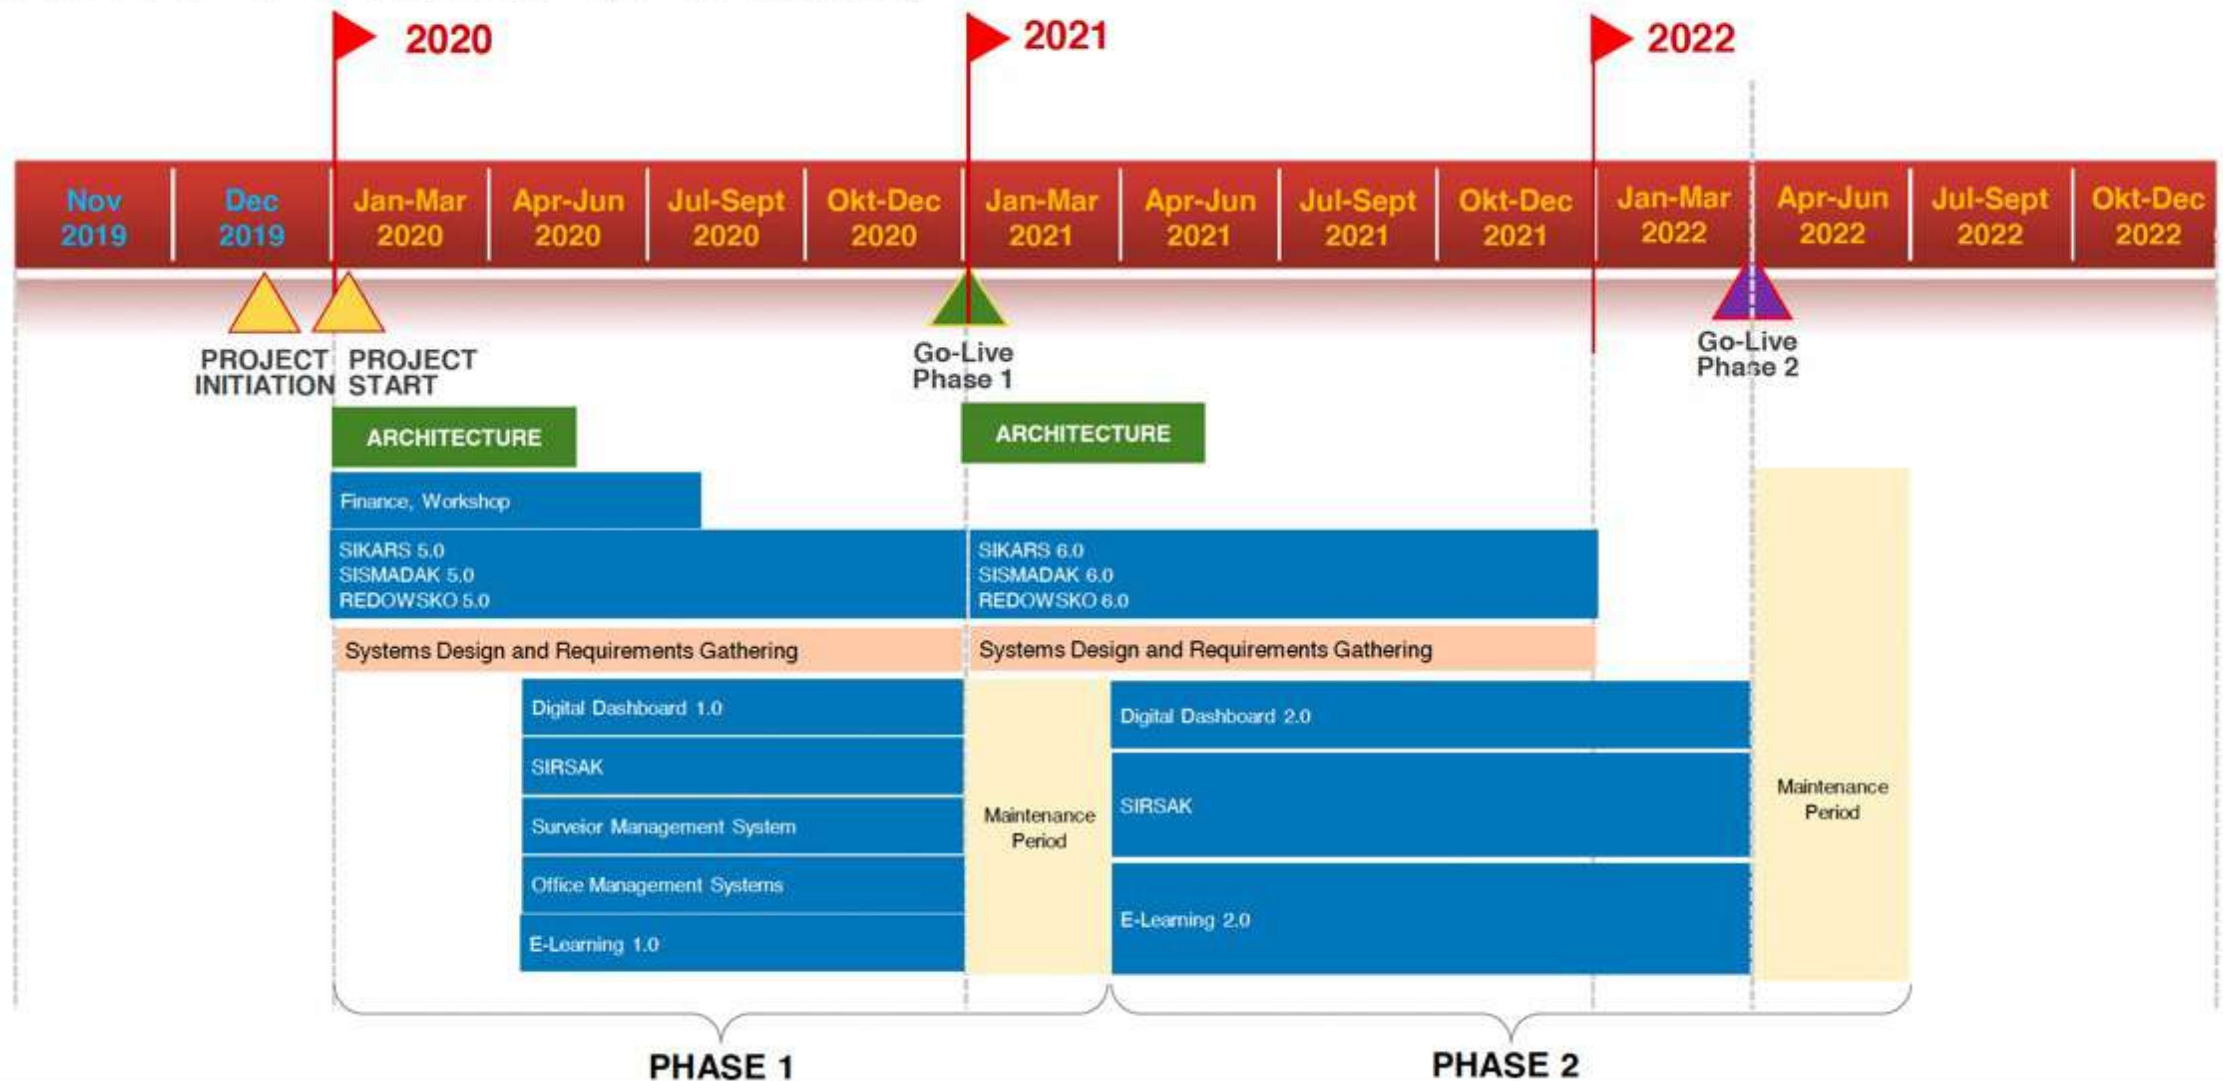 2020
2021
2022
Nov 2019
Dec 2019
Jan-Mar 2020
Apr-Jun 2020
Jul-Sept 2020
Okt-Dec 2020
Jan-Mar 2021
Apr-Jun 2021
Jul-Sept 2021
Okt-Dec 2021
Jan-Mar 2022
Apr-Jun 2022
Jul-Sept 2022
Okt-Dec 2022
PROJECT
INITIATION
PROJECT
START
Go-Live
Phase 1
Go-Live
Phase 2
ARCHITECTURE
ARCHITECTURE
Finance, Workshop
SIKARS 5.0
SISMADAK 5.0
REDOWSKO 5.0
SIKARS 6.0
SISMADAK 6.0
REDOWSKO 6.0
Systems Design and Requirements Gathering
Systems Design and Requirements Gathering
Digital Dashboard 1.0
SIRSAK
Surveior Management System
Office Management Systems
E-Learning 1.0
Maintenance
Period
Digital Dashboard 2.0
SIRSAK
E-Learning 2.0
Maintenance
Period
PHASE 1
PHASE 2